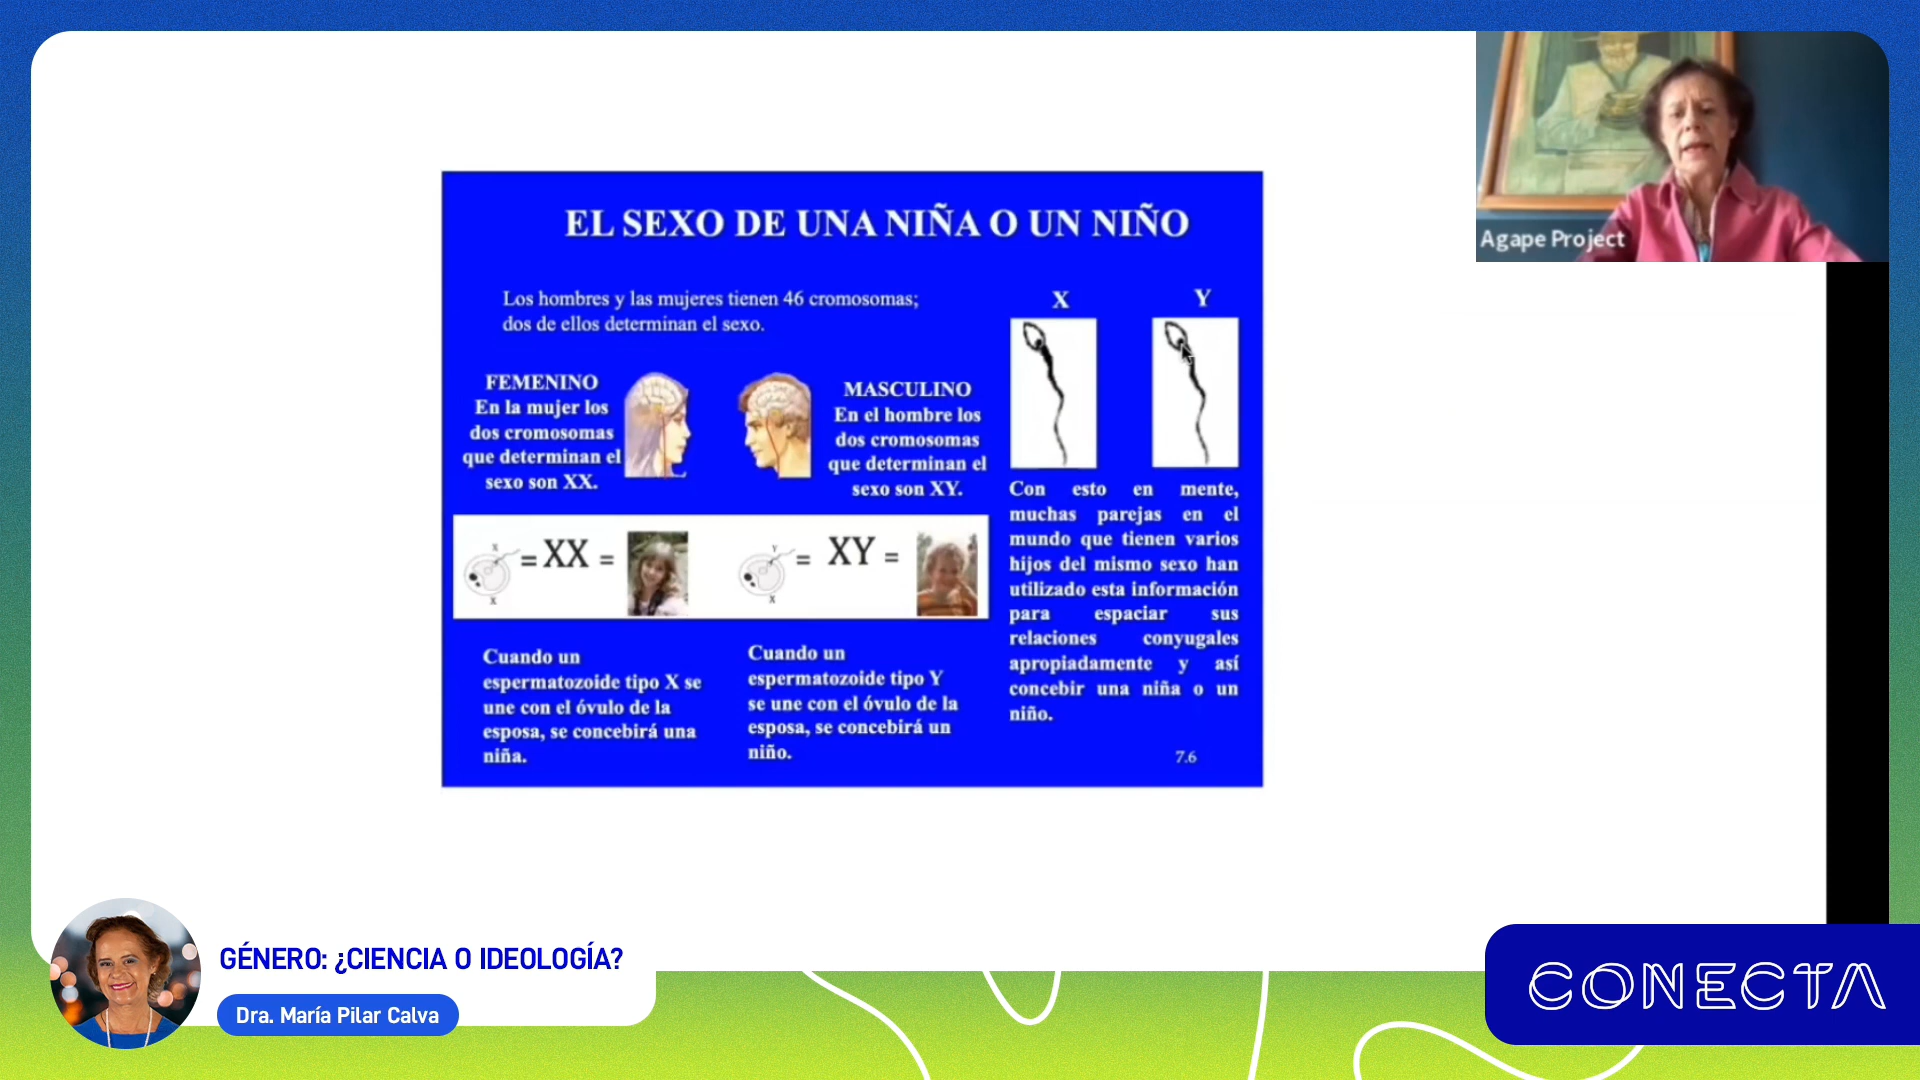 EL SEXO DE UNA NIÑA O UN NIÑO
Los hombres y las mujeres tienen 46 cromosomas;
dos de ellos determinan el sexo.
FEMENINO
En la mujer los
dos cromosomas
que determinan el
sexo son XX.
MASCULINO
En el hombre los
dos cromosomas
que determinan el
sexo son XY.
X
Y
X
X
= XX =
Y
X
= XY =
Cuando un
espermatozoide tipo X se
une con el óvulo de la
esposa, se concebirá una
niña.
Cuando un
espermatozoide tipo Y
se une con el óvulo de la
esposa, se concebirá un
niño.
Con esto en mente,
muchas parejas en el
mundo que tienen varios
hijos del mismo sexo han
utilizado esta información
para espaciar sus
relaciones conyugales
apropiadamente y así
concebir una niña o un
niño.
7.6
Agape Project
GÉNERO: ¿CIENCIA O IDEOLOGÍA?
Dra. María Pilar Calva
CONECTA